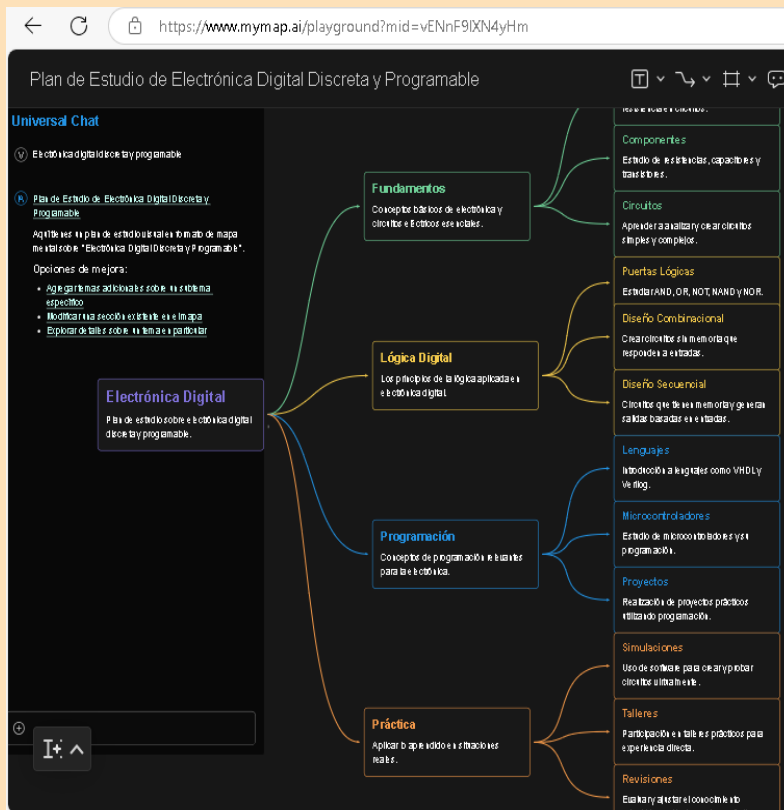 https://www.mymap.ai/playground?mid=vENnF9IXN4yHm
Plan de Estudio de Electrónica Digital Discreta y Programable
Universal Chat
V Electrónica digital discreta y programable
Plan de Estudio de Electrónica Digital Discreta y
Programable
Aquí tienes un plan de estudio visual en formato de mapa
mental sobre "Electrónica Digital Discreta y Programable".
Opciones de mejora:
Agregar temas adicionales sobre un subtema
específico
Modificar una sección existente en el mapa
Explorar detalles sobre un tema en particular
Electrónica Digital
Plan de estudio sobre electrónica digital
discreta y programable.
Fundamentos
Conceptos básicos de electrónica y
circuitos eléctricos esenciales.
resistencia en circuitos.
Componentes
Estudio de resistencias, capacitores y
transistores.
Circuitos
Aprender a analizar y crear circuitos
simples y complejos.
Lógica Digital
Los principios de la lógica aplicada en
electrónica digital.
Puertas Lógicas
Estudiar AND, OR, NOT, NAND y NOR.
Diseño Combinacional
Crear circuitos sin memoria que
responden a entradas.
Diseño Secuencial
Circuitos que tienen memoria y generan
salidas basadas en entradas.
Programación
Conceptos de programación relevantes
para la electrónica.
Lenguajes
Introducción a lenguajes como VHDL y
Verilog.
Microcontroladores
Estudio de microcontroladores y su
programación.
Proyectos
Realización de proyectos prácticos
utilizando programación.
Práctica
Aplicar lo aprendido en situaciones
reales.
Simulaciones
Uso de software para crear y probar
circuitos virtualmente.
Talleres
Participación en talleres prácticos para
experiencia directa.
Revisiones
Evaluar y ajustar el conocimiento